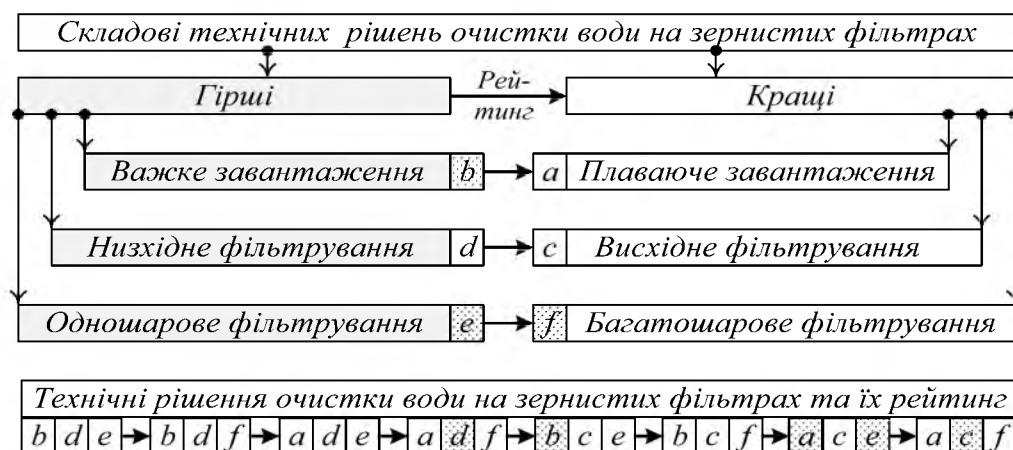 Складові технічних рішень очистки води на зернистих фільтрах
Гірші Рей- Кращі
тинг
Важке завантаження b a Плаваюче завантаження
Низхідне фільтрування d c Висхідне фільтрування
Одношарове фільтрування e f Багатошарове фільтрування
Технічні рішення очистки води на зернистих фільтрах та їх рейтинг
b d e b d f a d e a d f b c e b c f a c e a c f